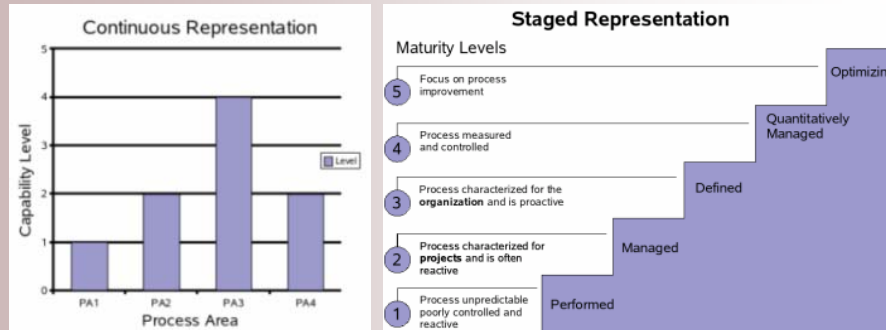 Continuous Representation
5
4
3
2
1
0
Capability Level
Level
PA1 PA2 PA3 PA4
Process Area
Staged Representation
Maturity Levels
5
Focus on process
improvement
Optimizin
4
Process measured
and controlled
Quantitatively
Managed
3
Process characterized for the
organization and is proactive
Defined
2
Process characterized for
projects and is often
reactive
Managed
1
Process unpredictable
poorly controlled and
reactive
Performed